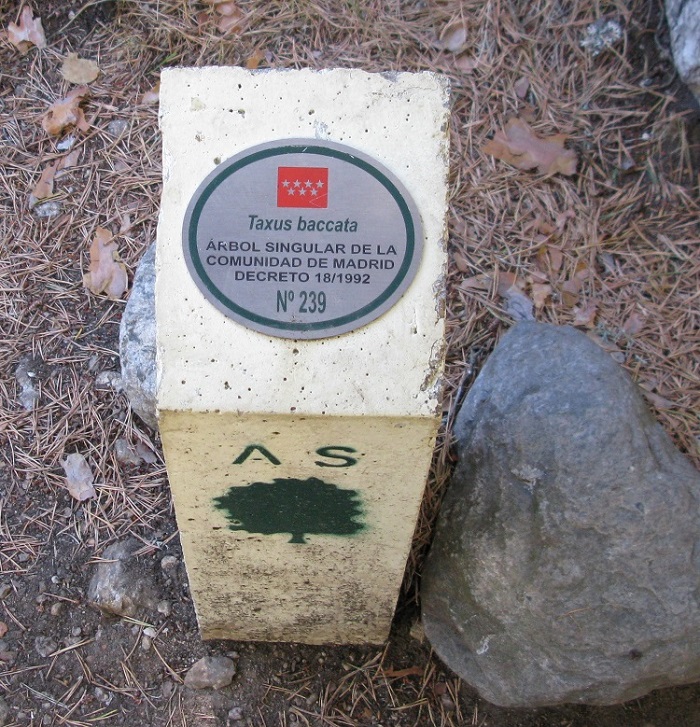 Taxus baccata
ÁRBOL SINGULAR DE LA
COMUNIDAD DE MADRID
DECRETO 18/1992
Nº 239
A S